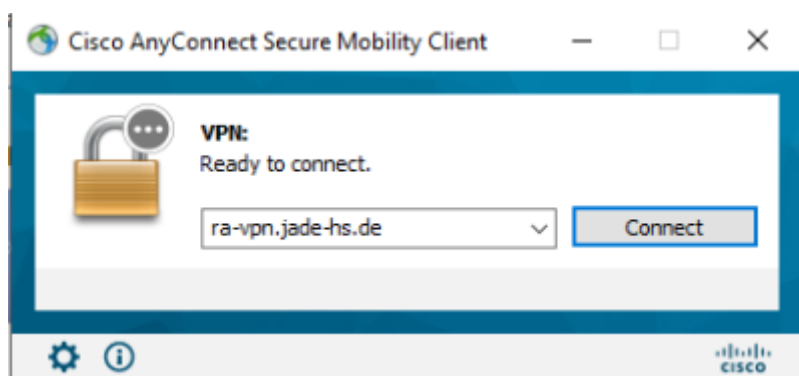 Cisco AnyConnect Secure Mobility Client
VPN:
Ready to connect.
ra-vpn.jade-hs.de
Connect
CISCO